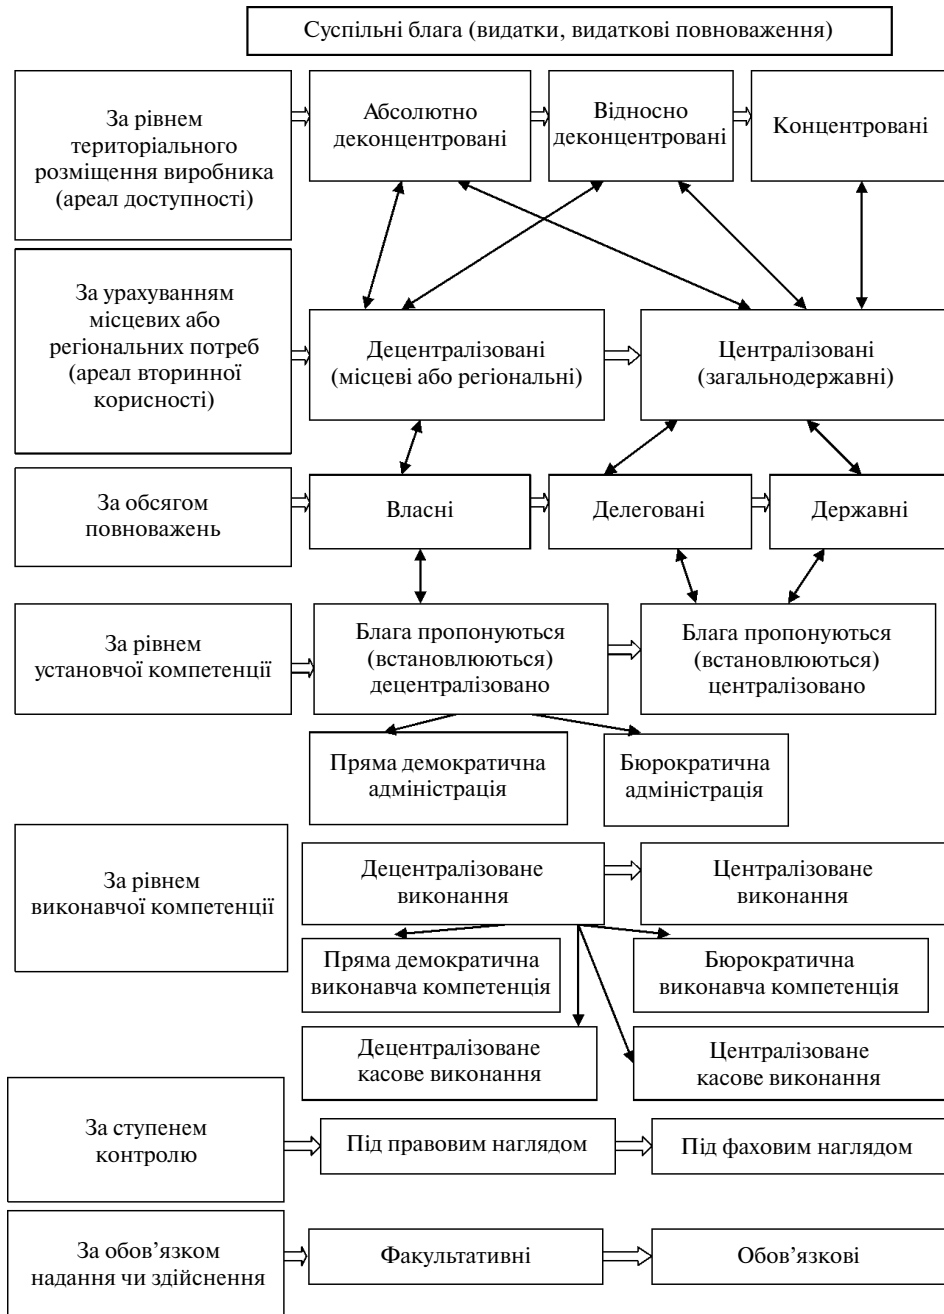 Суспільні блага (видатки, видаткові повноваження)
За рівнем
територіального
розміщення виробника
(ареал доступності)
Абсолютно
деконцентровані
Відносно
деконцентровані
Концентровані
За урахуванням
місцевих або
регіональних потреб
(ареал вторинної
корисності)
Децентралізовані
(місцеві або регіональні)
Централізовані
(загальнодержавні)
За обсягом
повноважень
Власні
Делеговані
Державні
За рівнем
установчої компетенції
Блага пропонуються
(встановлюються)
децентралізовано
Блага пропонуються
(встановлюються)
централізовано
Пряма демократична
адміністрація
Бюрократична
адміністрація
За рівнем
виконавчої компетенції
Децентралізоване
виконання
Централізоване
виконання
Пряма демократична
виконавча компетенція
Бюрократична
виконавча компетенція
Децентралізоване
касове виконання
Централізоване
касове виконання
За ступенем
контролю
Під правовим наглядом
Під фаховим наглядом
За обов’язком
надання чи здійснення
Факультативні
Обов’язкові